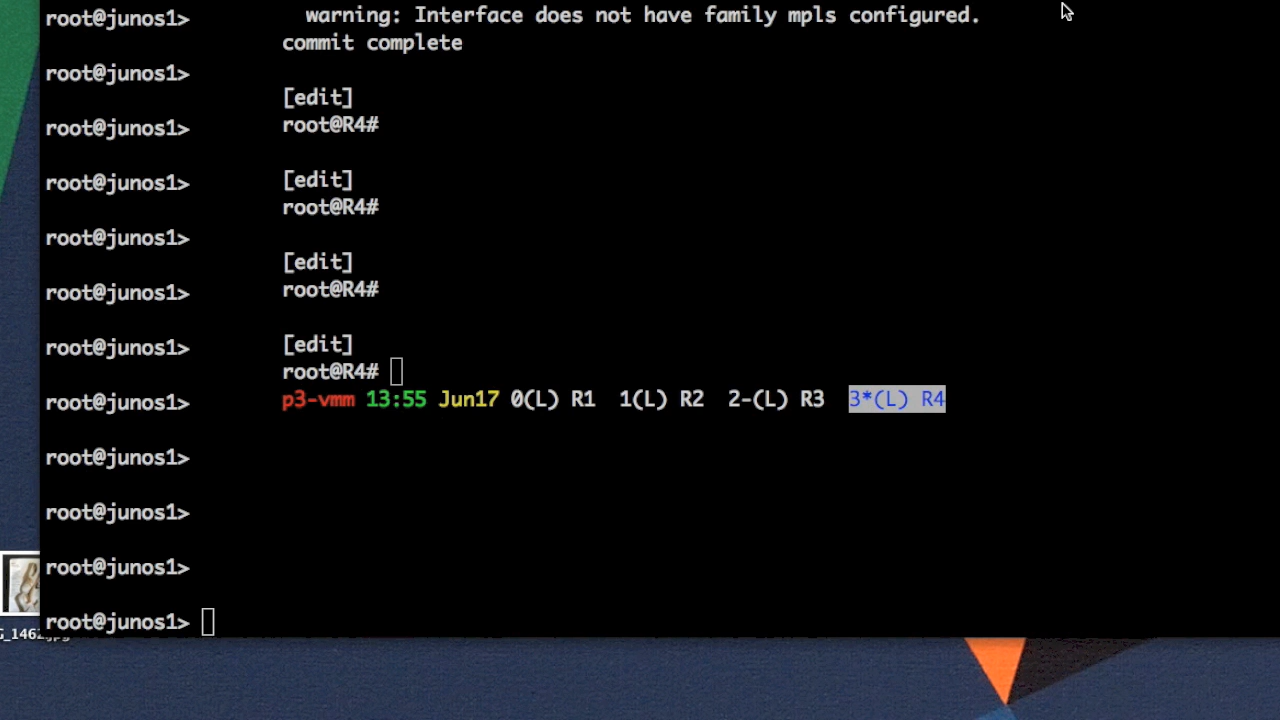 root@junos1>
warning: Interface does not have family mpls configured.
commit complete
root@junos1>
[edit]
root@R4#
root@junos1>
root@junos1>
[edit]
root@R4#
root@junos1>
[edit]
root@R4#
root@junos1>
root@junos1>
[edit]
root@R4#
p3-vmm 13:55 Jun17 0(L) R1 1(L) R2 2-(L) R3 3*(L) R4
root@junos1>
root@junos1>
root@junos1>
root@junos1>
root@junos1>